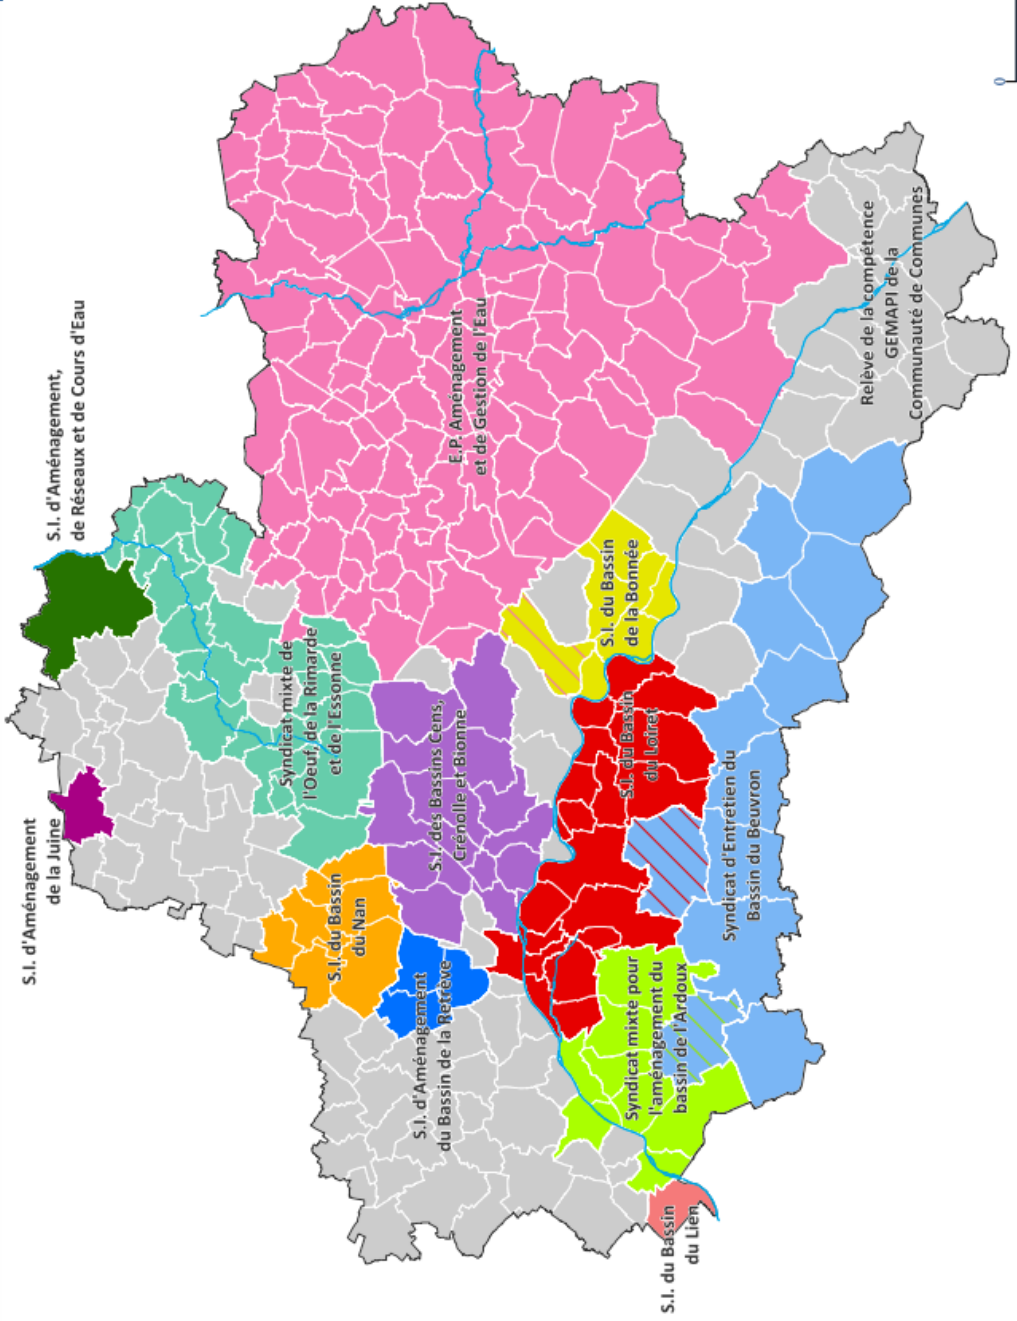 S.I. d'Aménagement
de la Juine
S.I. d'Aménagement,
de Réseaux et de Cours d'Eau
S.I. du Bassin
du Nan
Syndicat mixte de
l'Oeuf, de la Rimarde
et de l'Essonne
S.I. d'Aménagement
du Bassin de la Retrève
S.I. des Bassins Cens,
Crénolle et Bionne
E.P. Aménagement
et de Gestion de l'Eau
S.I. du Bassin
de la Bonnée
S.I. du Bassin
du Loiret
Syndicat mixte pour
l'aménagement du
bassin de l'Ardoux
S.I. du Bassin
du Lien
Syndicat d'Entretien du
Bassin du Beuvron
Relève de la compétence
GEMAPI de la
Communauté de Communes
0